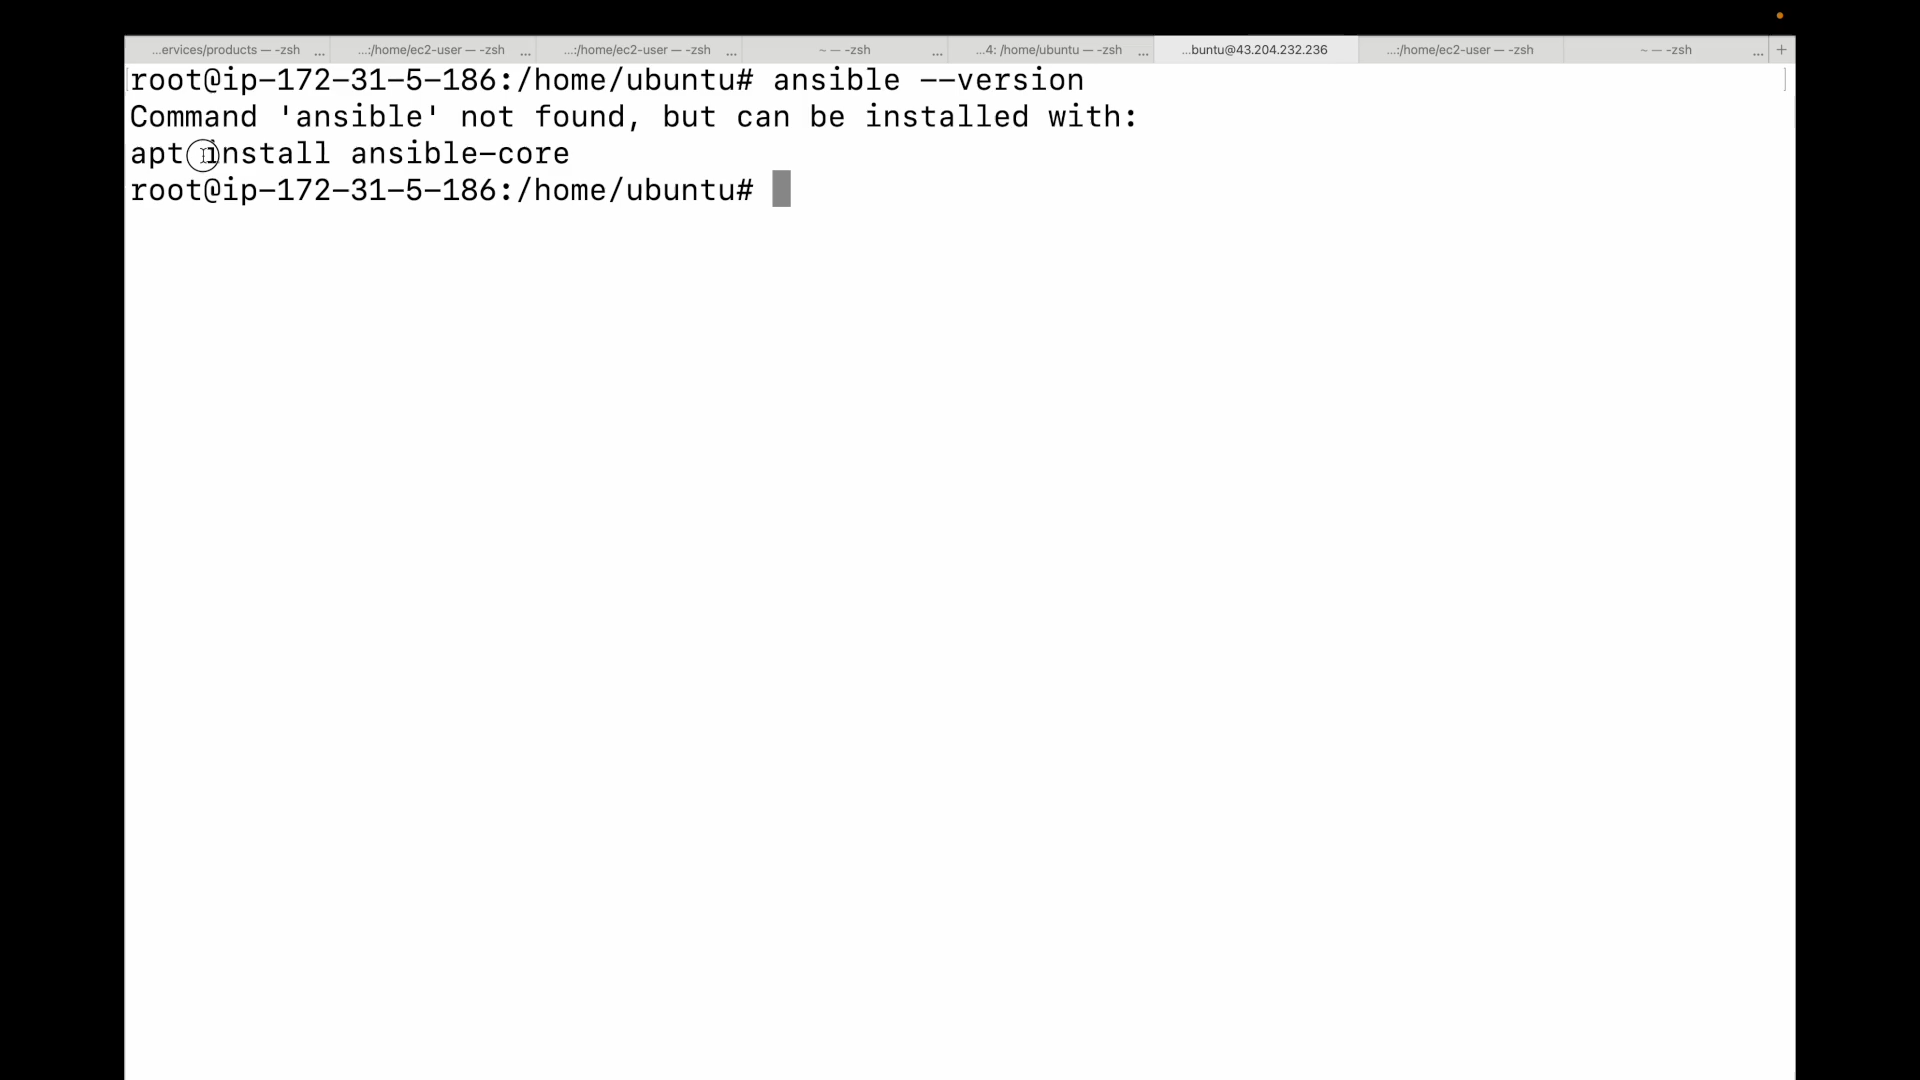 ...ervices/products — -zsh ... ...:/home/ec2-user — -zsh ... ...:/home/ec2-user — -zsh ... ~ — -zsh ... ...4: /home/ubuntu — -zsh ... ...buntu@43.204.232.236 ...:/home/ec2-user — -zsh ~ — -zsh ... +
root@ip-172-31-5-186:/home/ubuntu# ansible --version
Command 'ansible' not found, but can be installed with:
apt install ansible-core
root@ip-172-31-5-186:/home/ubuntu#